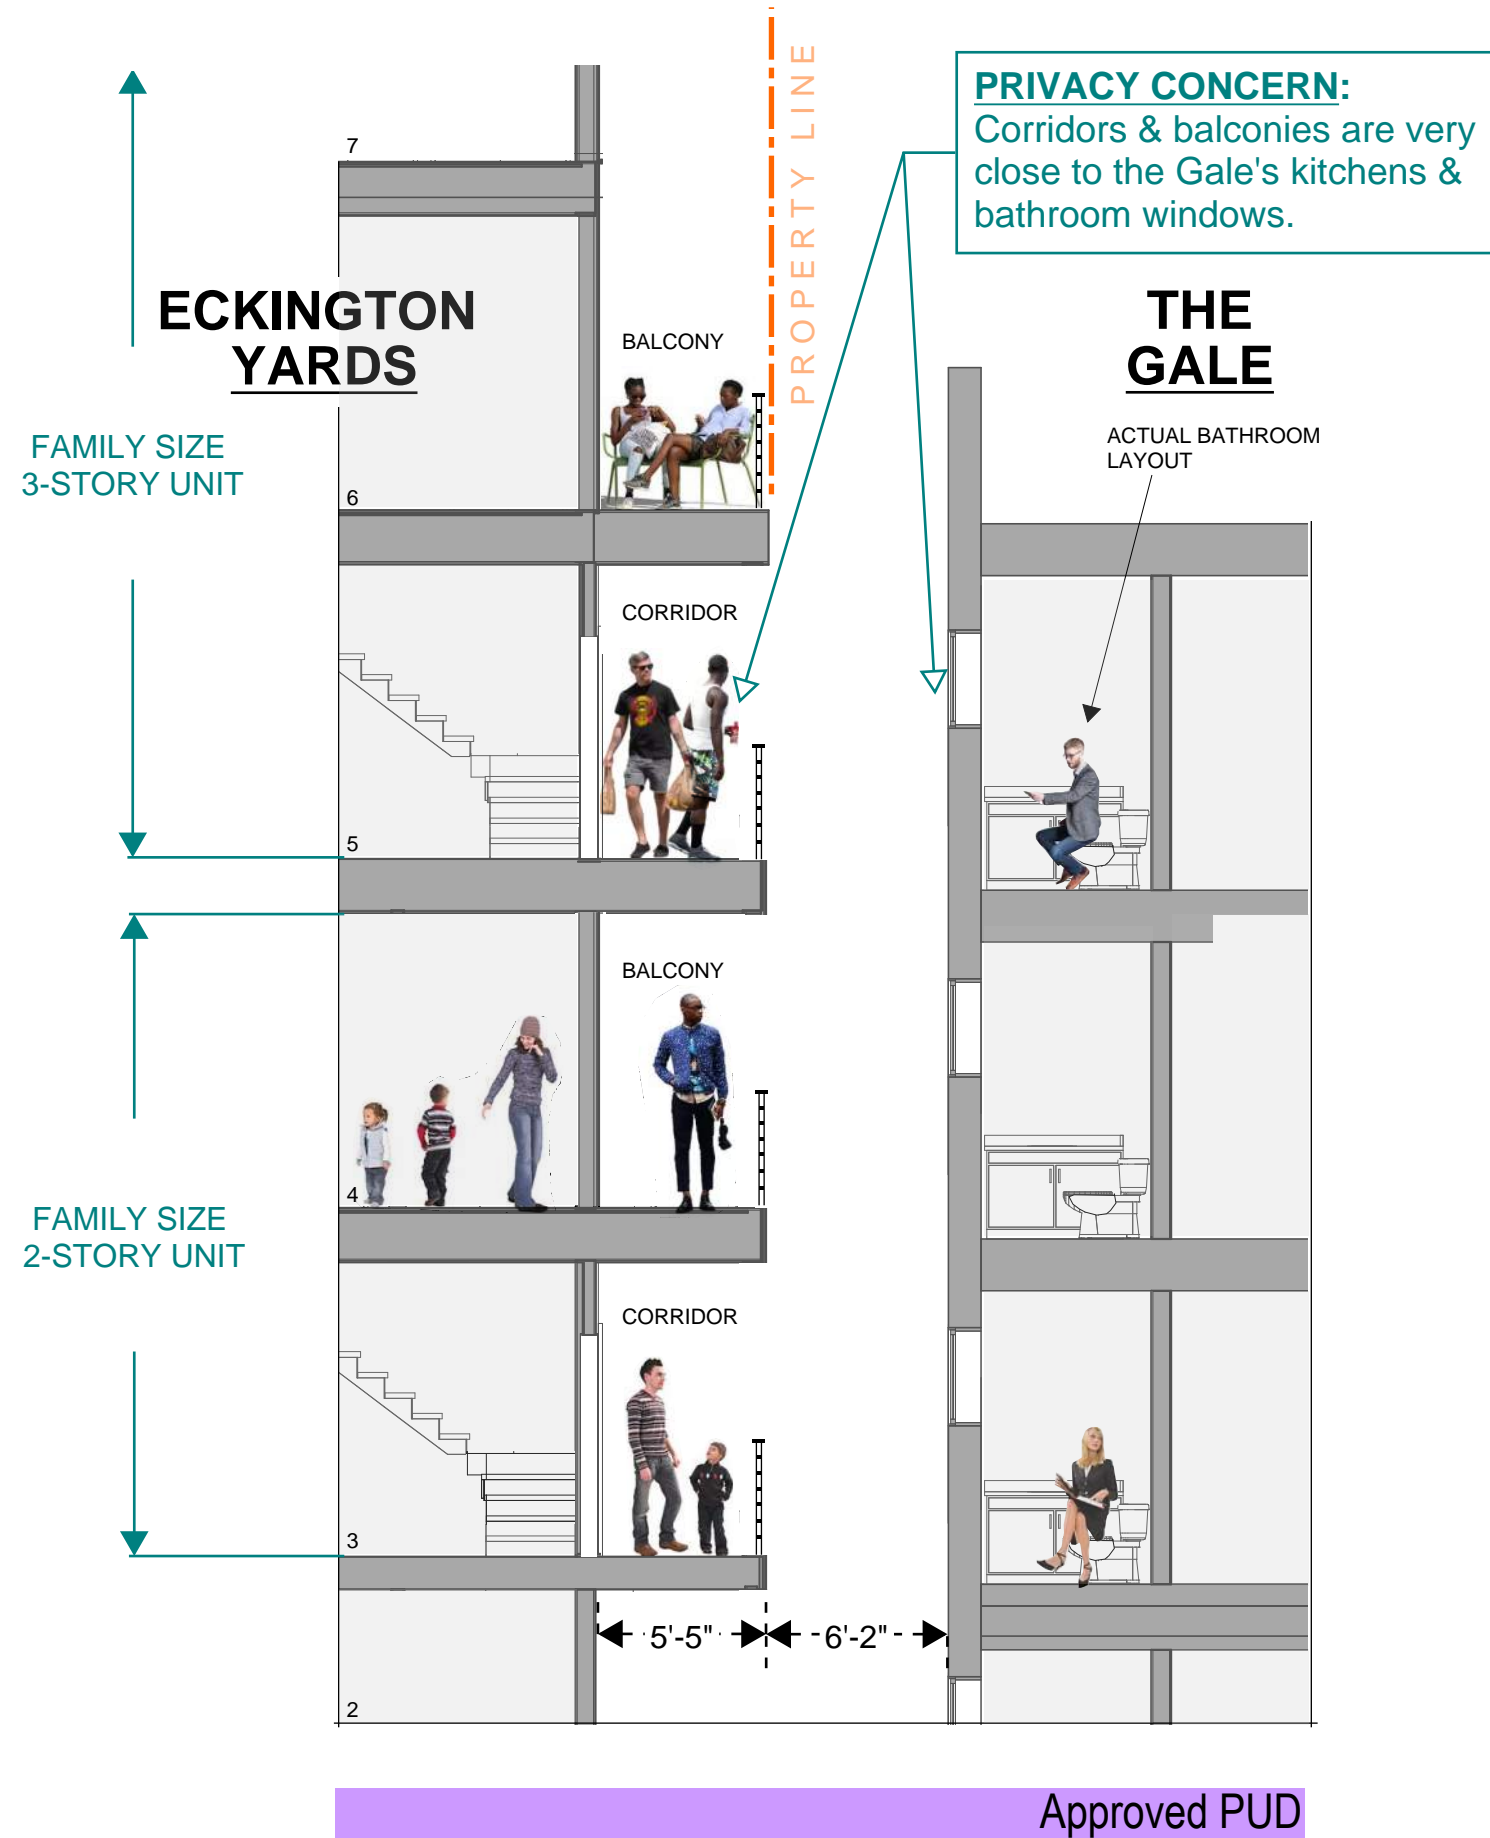 PROPERTY LINE
PRIVACY CONCERN:
Corridors & balconies are very
close to the Gale's kitchens &
bathroom windows.
7
ECKINGTON
YARDS
THE
GALE
BALCONY
ACTUAL BATHROOM
LAYOUT
FAMILY SIZE
3-STORY UNIT
6
CORRIDOR
5
BALCONY
4
FAMILY SIZE
2-STORY UNIT
CORRIDOR
3
5'-5"
6'-2"
2
Approved PUD